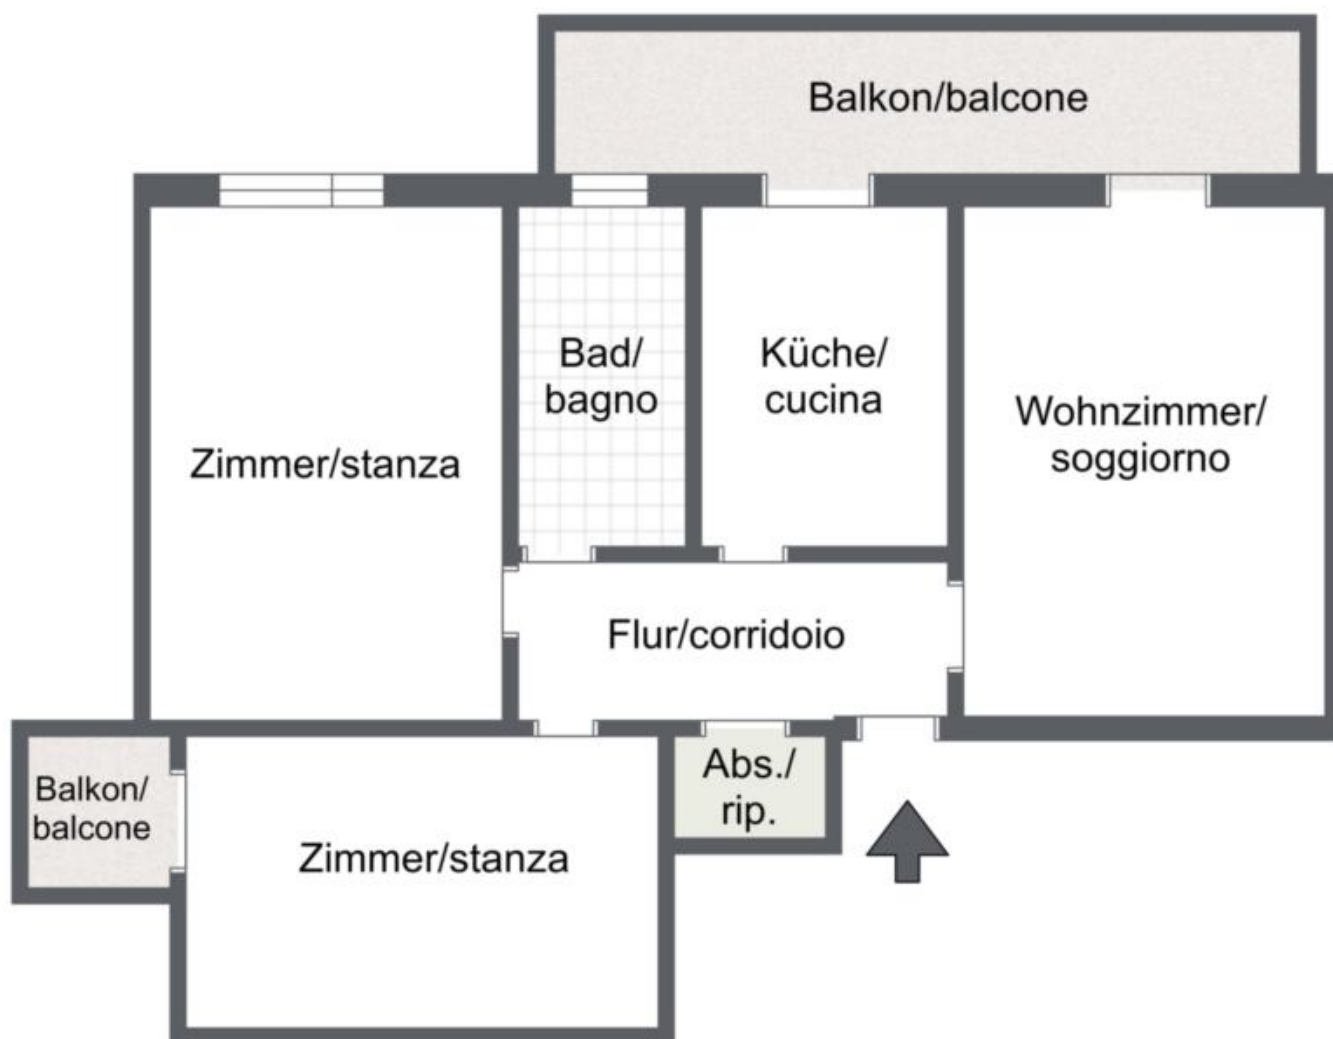 Balkon/balcone
Bad/
bagno
Küche/
cucina
Wohnzimmer/
soggiorno
Zimmer/stanza
Flur/corridoio
Abs./
rip.
Balkon/
balcone
Zimmer/stanza